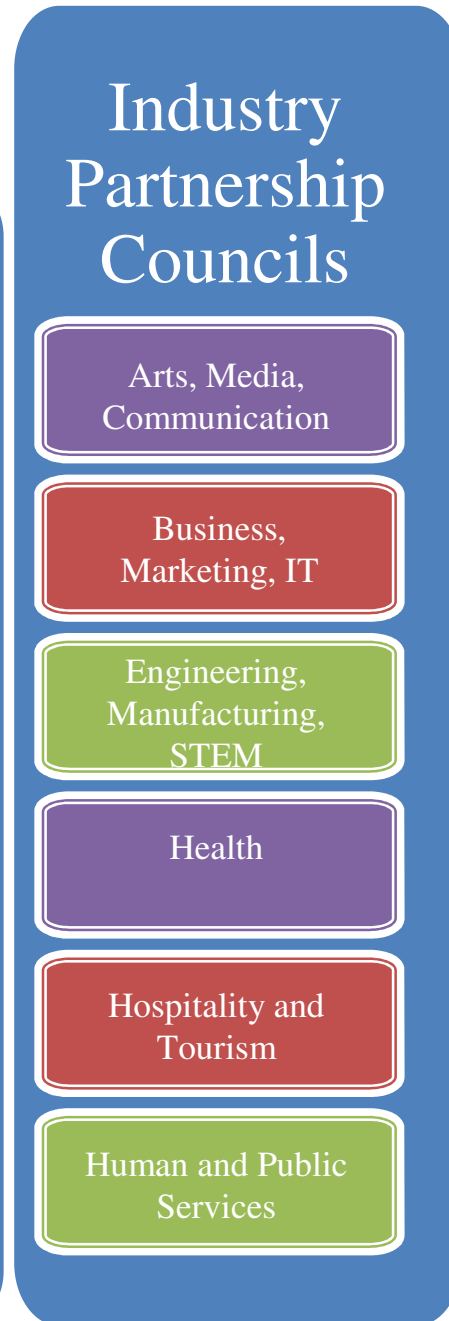 Industry
Partnership
Councils
Arts, Media,
Communication
Business,
Marketing, IT
Engineering,
Manufacturing,
STEM
Health
Hospitality and
Tourism
Human and Public
Services